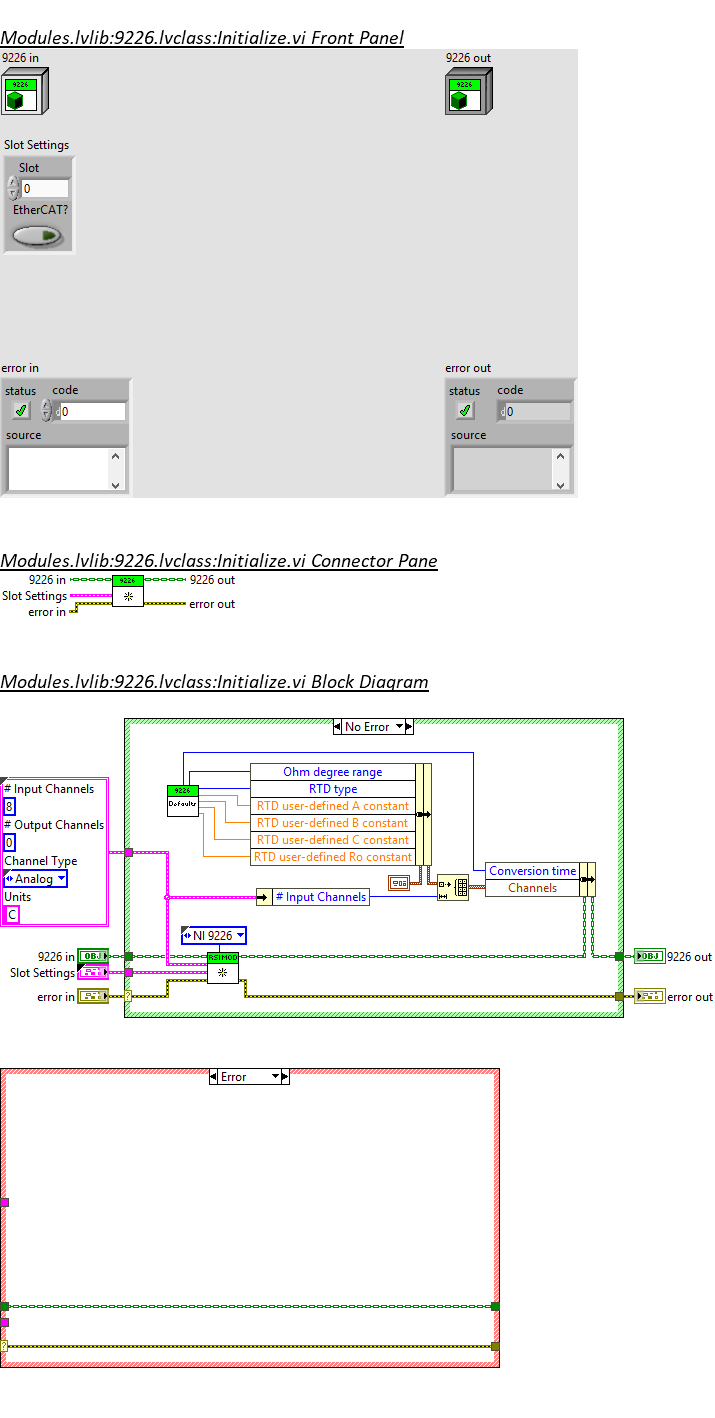 Modules.lvlib:9226.lvclass:Initialize.vi Front Panel
9226 in
9226 out
9226
9226
Slot Settings
Slot
0
EtherCAT?
error in
error out
status code
status code
d 0
d 0
source
source
Modules.lvlib:9226.lvclass:Initialize.vi Connector Pane
9226 in
9226
9226 out
Slot Settings
error out
error in
Modules.lvlib:9226.lvclass:Initialize.vi Block Diagram
No Error
# Input Channels
8
# Output Channels
0
Channel Type
Analog
Units
C
9226
Defaults
Ohm degree range
RTD type
RTD user-defined A constant
RTD user-defined B constant
RTD user-defined C constant
RTD user-defined Ro constant
# Input Channels
Conversion time
Channels
NI 9226
RSI MOD
9226 in
OBJ
OBJ
9226 out
Slot Settings
error in
?
error out
Error
?